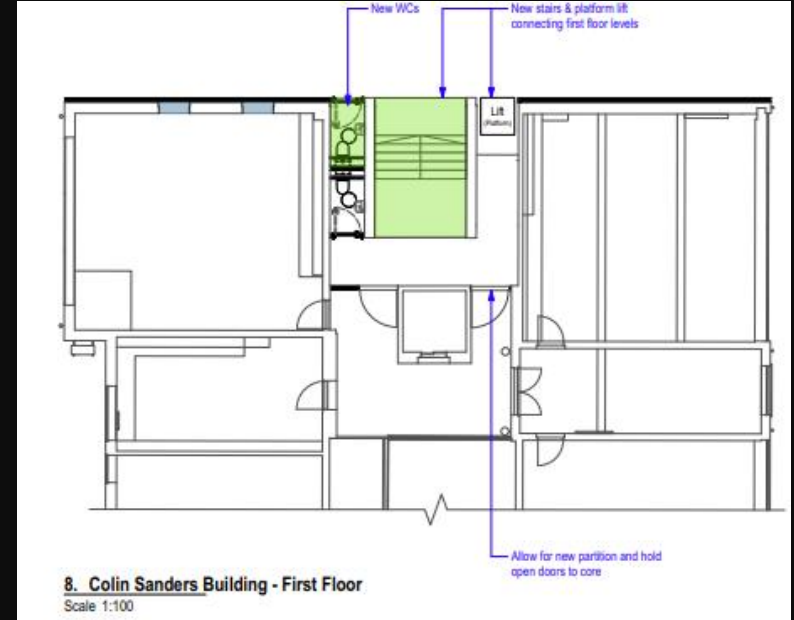 New WCs
New stairs & platform lift
connecting first floor levels
Lift
(Platform)
Allow for new partition and hold
open doors to core
8. Colin Sanders Building - First Floor
Scale 1:100